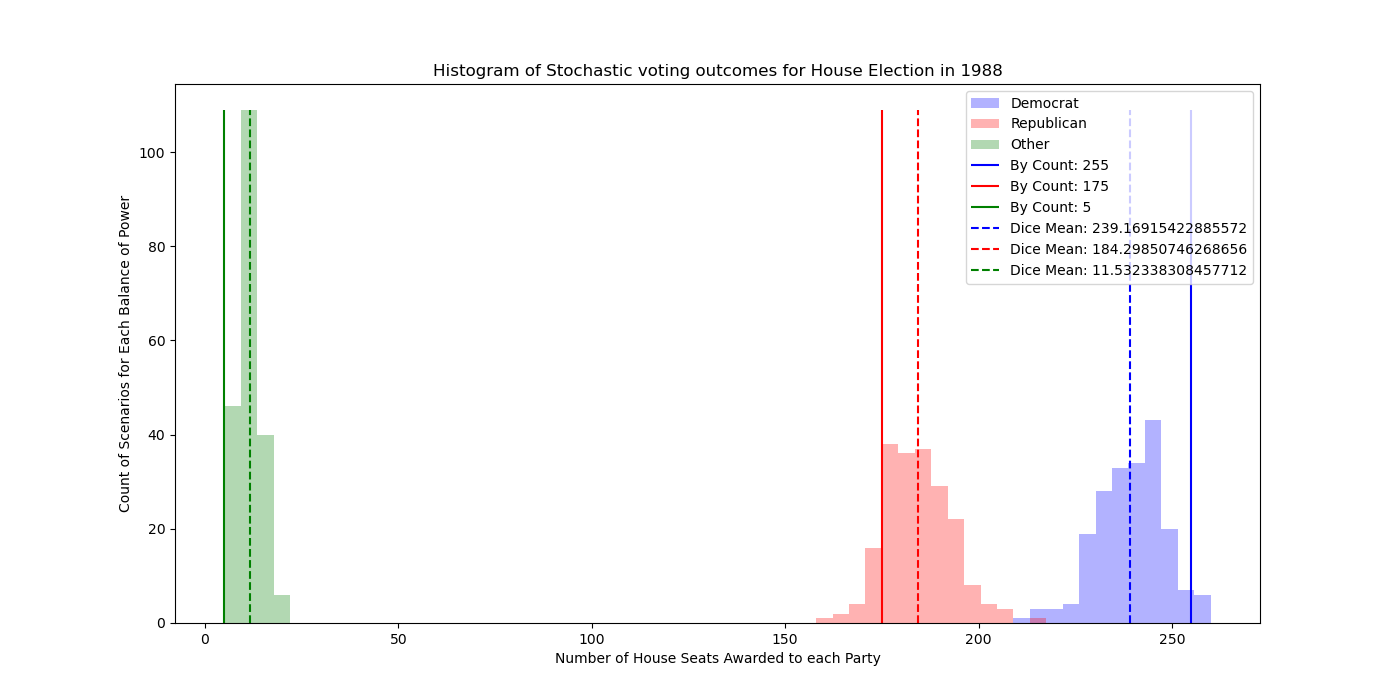 Histogram of Stochastic voting outcomes for House Election in 1988
Democrat
Republican
Other
By Count: 255
By Count: 175
By Count: 5
Dice Mean: 239.16915422885572
Dice Mean: 184.29850746268656
Dice Mean: 11.532338308457712
Count of Scenarios for Each Balance of Power
100
80
60
40
20
0
0 50 100 150 200 250
Number of House Seats Awarded to each Party